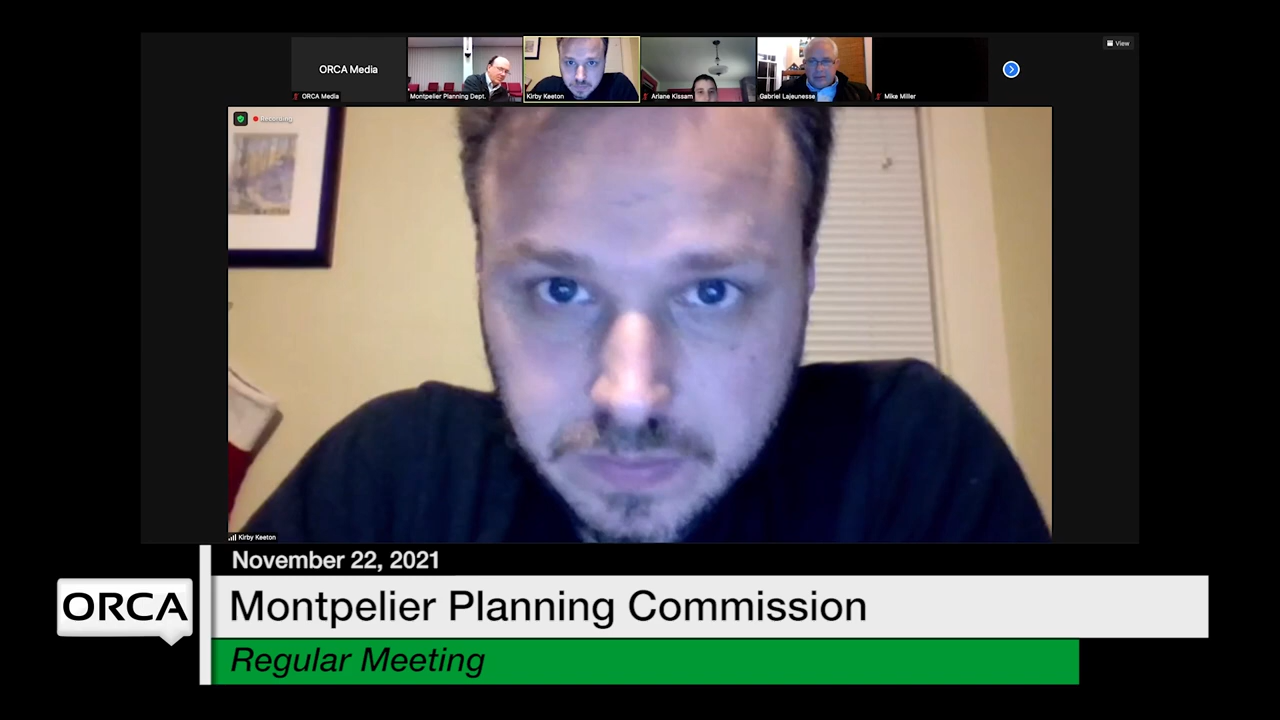 View
ORCA Media
ORCA Media
Montpelier Planning Dept.
Kirby Keeton
Ariane Kissam
Gabriel Lajeunesse
Mike Miller
Recording
Kirby Keeton
November 22, 2021
ORCA
Montpelier Planning Commission
Regular Meeting